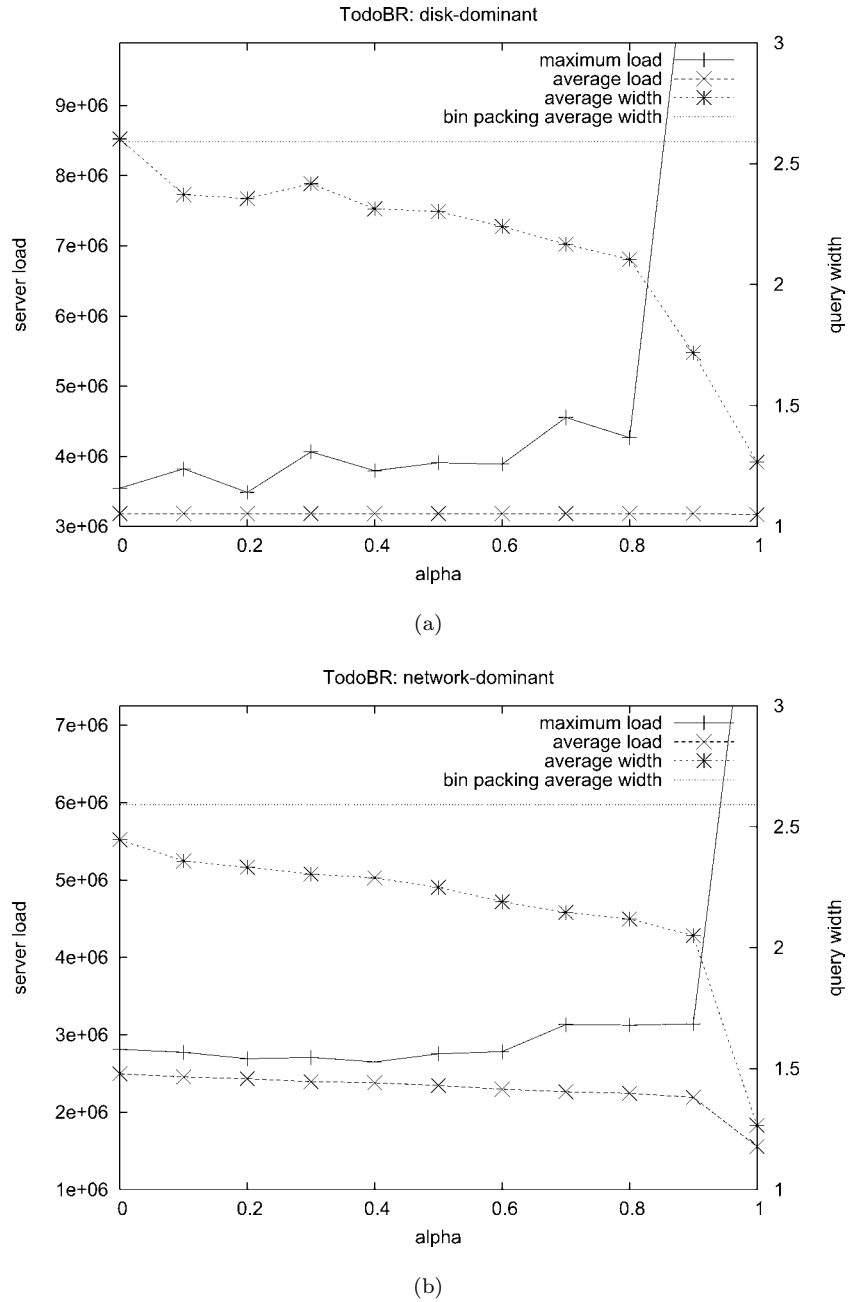 TodoBR: disk-dominant
maximum load
average load
average width
bin packing average width
9e+06
8e+06
7e+06
6e+06
5e+06
4e+06
3e+06
3
2.5
2
1.5
1
server load
query width
0 0.2 0.4 0.6 0.8 1
alpha
(a)
TodoBR: network-dominant
maximum load
average load
average width
bin packing average width
7e+06
6e+06
5e+06
4e+06
3e+06
2e+06
1e+06
3
2.5
2
1.5
1
server load
query width
0 0.2 0.4 0.6 0.8 1
alpha
(b)